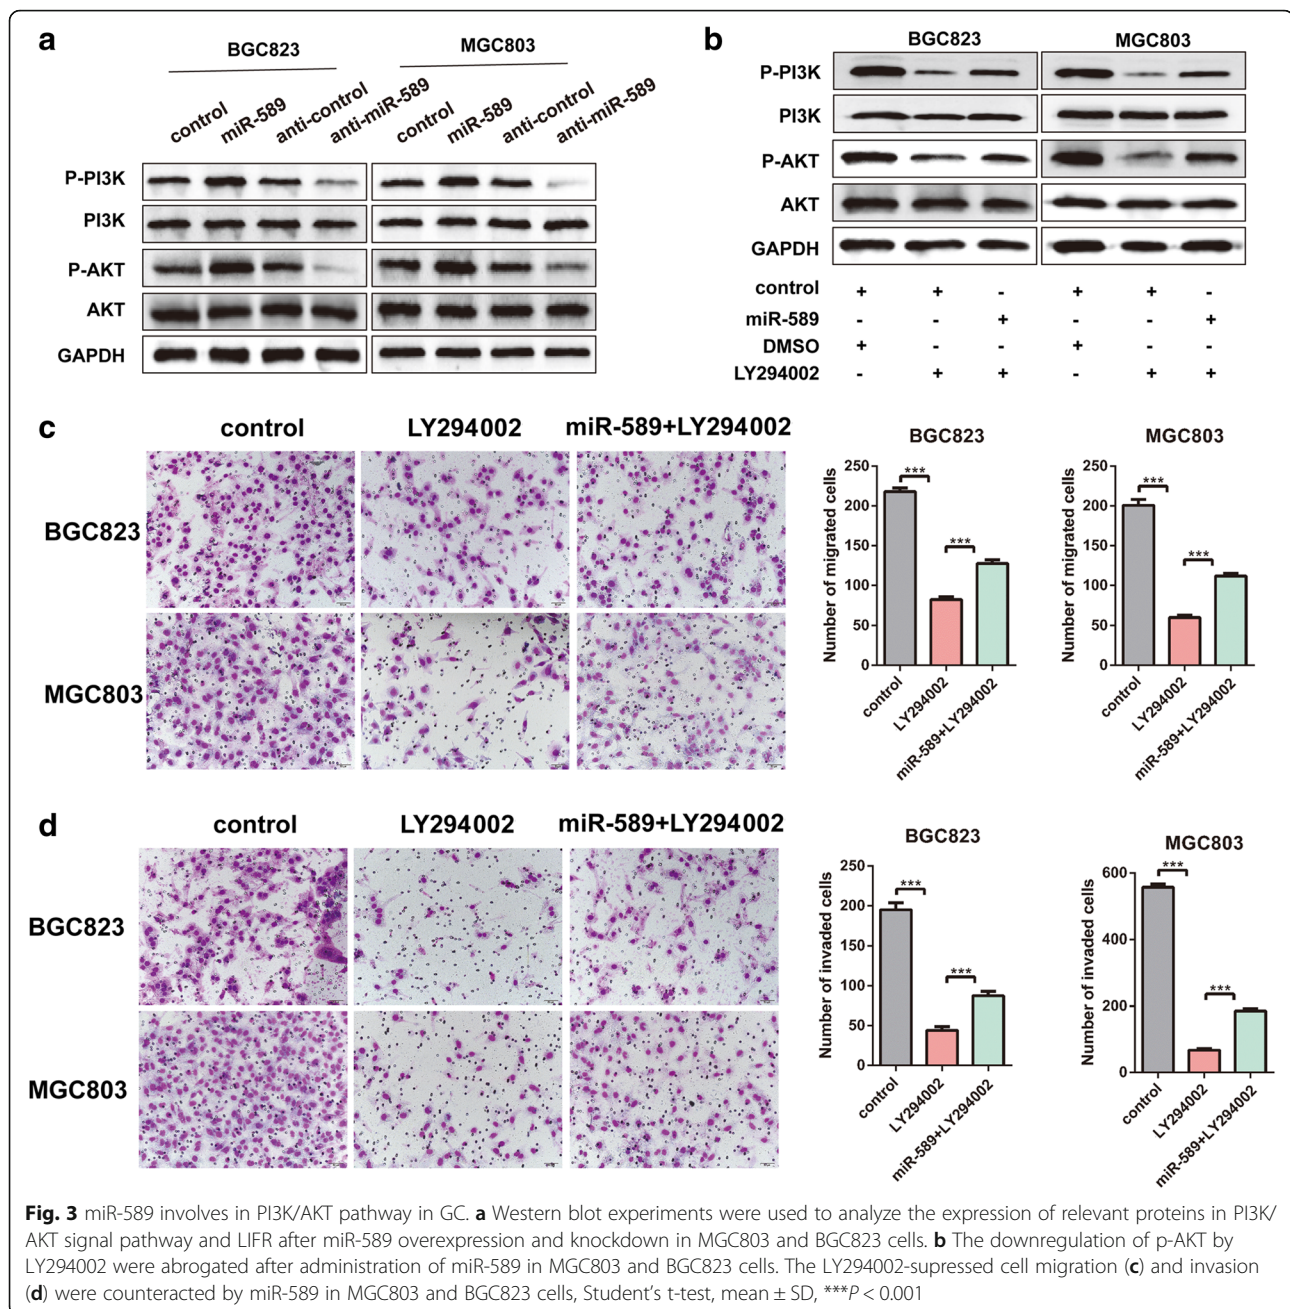 a
BGC823
MGC803
control
miR-589
anti-control
anti-miR-589
control
miR-589
anti-control
anti-miR-589
P-PI3K
PI3K
P-AKT
AKT
GAPDH
b
BGC823
MGC803
P-PI3K
PI3K
P-AKT
AKT
GAPDH
control + + - + + -
miR-589 - - + - - +
DMSO + - - + - -
LY294002 - + + - + +
c
control
LY294002
miR-589+LY294002
BGC823
MGC803
BGC823
Number of migrated cells
250
200
150
100
50
0
***
***
control
LY294002
miR-589+LY294002
MGC803
Number of migrated cells
250
200
150
100
50
0
***
***
control
LY294002
miR-589+LY294002
d
control
LY294002
miR-589+LY294002
BGC823
MGC803
BGC823
Number of invaded cells
250
200
150
100
50
0
***
***
control
LY294002
miR-589+LY294002
MGC803
Number of invaded cells
600
400
200
0
***
***
control
LY294002
miR-589+LY294002
Fig. 3 miR-589 involves in PI3K/AKT pathway in GC. a Western blot experiments were used to analyze the expression of relevant proteins in PI3K/
AKT signal pathway and LIFR after miR-589 overexpression and knockdown in MGC803 and BGC823 cells. b The downregulation of p-AKT by
LY294002 were abrogated after administration of miR-589 in MGC803 and BGC823 cells. The LY294002-supressed cell migration (c) and invasion
(d) were counteracted by miR-589 in MGC803 and BGC823 cells, Student's t-test, mean ± SD, ***P < 0.001